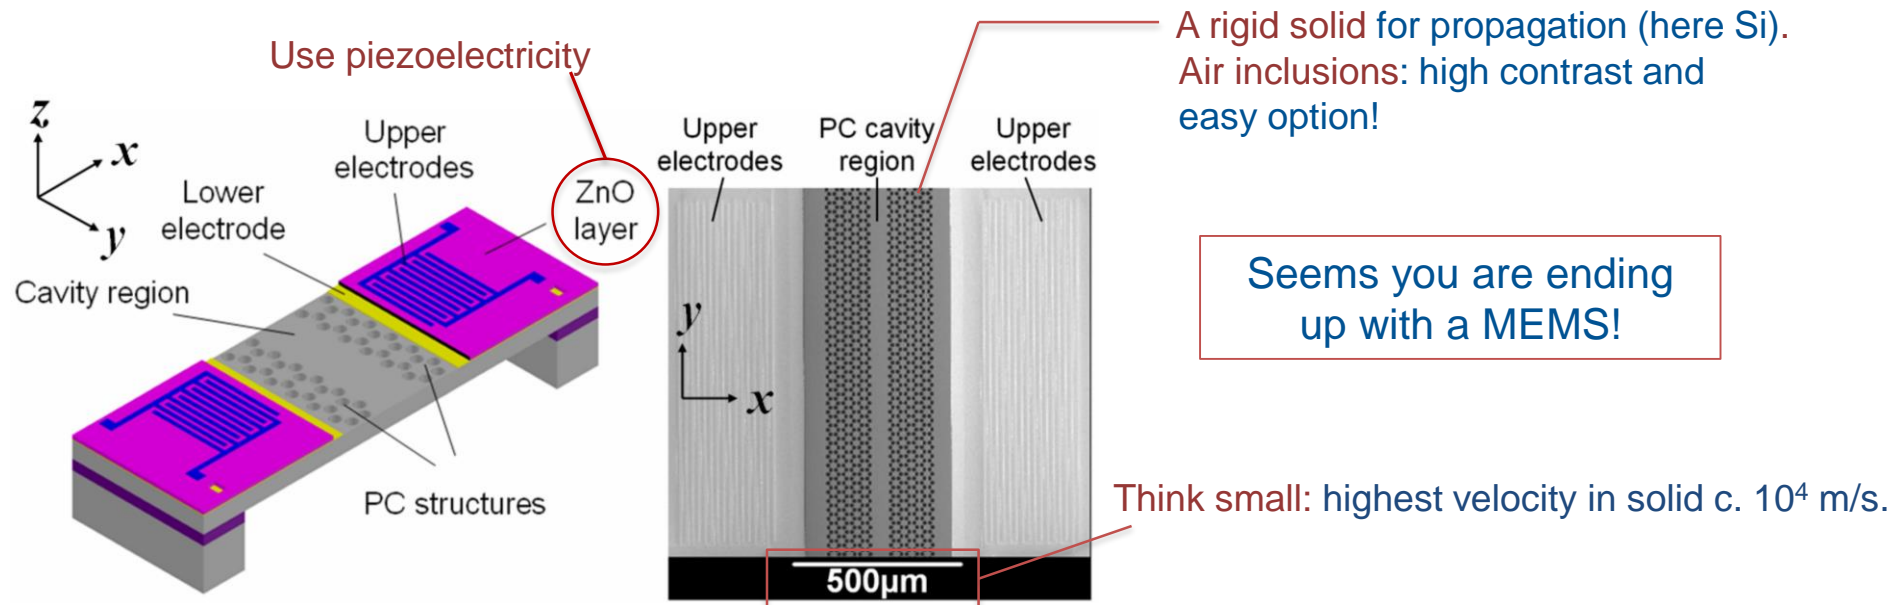 A rigid solid for propagation (here Si).
Air inclusions: high contrast and
easy option!
Use piezoelectricity
z
x
y
Upper
electrodes
Lower
electrode
ZnO
layer
Cavity region
PC structures
Upper
electrodes
PC cavity
region
Upper
electrodes
y
x
500µm
Seems you are ending
up with a MEMS!
Think small: highest velocity in solid c. 10⁴ m/s.